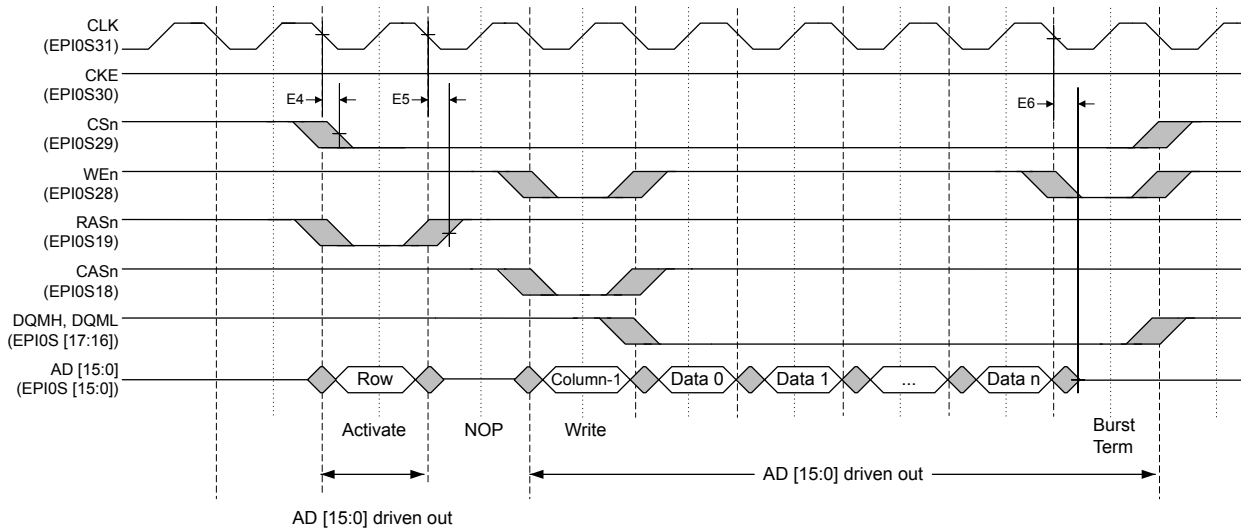 CLK
(EPI0S31)
CKE
(EPI0S30)
E4
E5
E6
CSn
(EPI0S29)
WEn
(EPI0S28)
RASn
(EPI0S19)
CASn
(EPI0S18)
DQMH, DQML
(EPI0S [17:16])
AD [15:0]
(EPI0S [15:0])
Row
Column-1
Data 0
Data 1
...
Data n
Activate
NOP
Write
Burst
Term
AD [15:0] driven out
AD [15:0] driven out